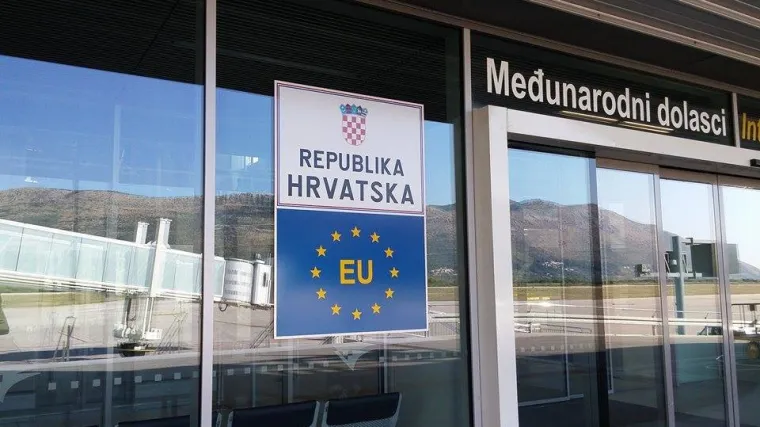 REPUBLIKA
HRVATSKA
EU
Međunarodni dolasci